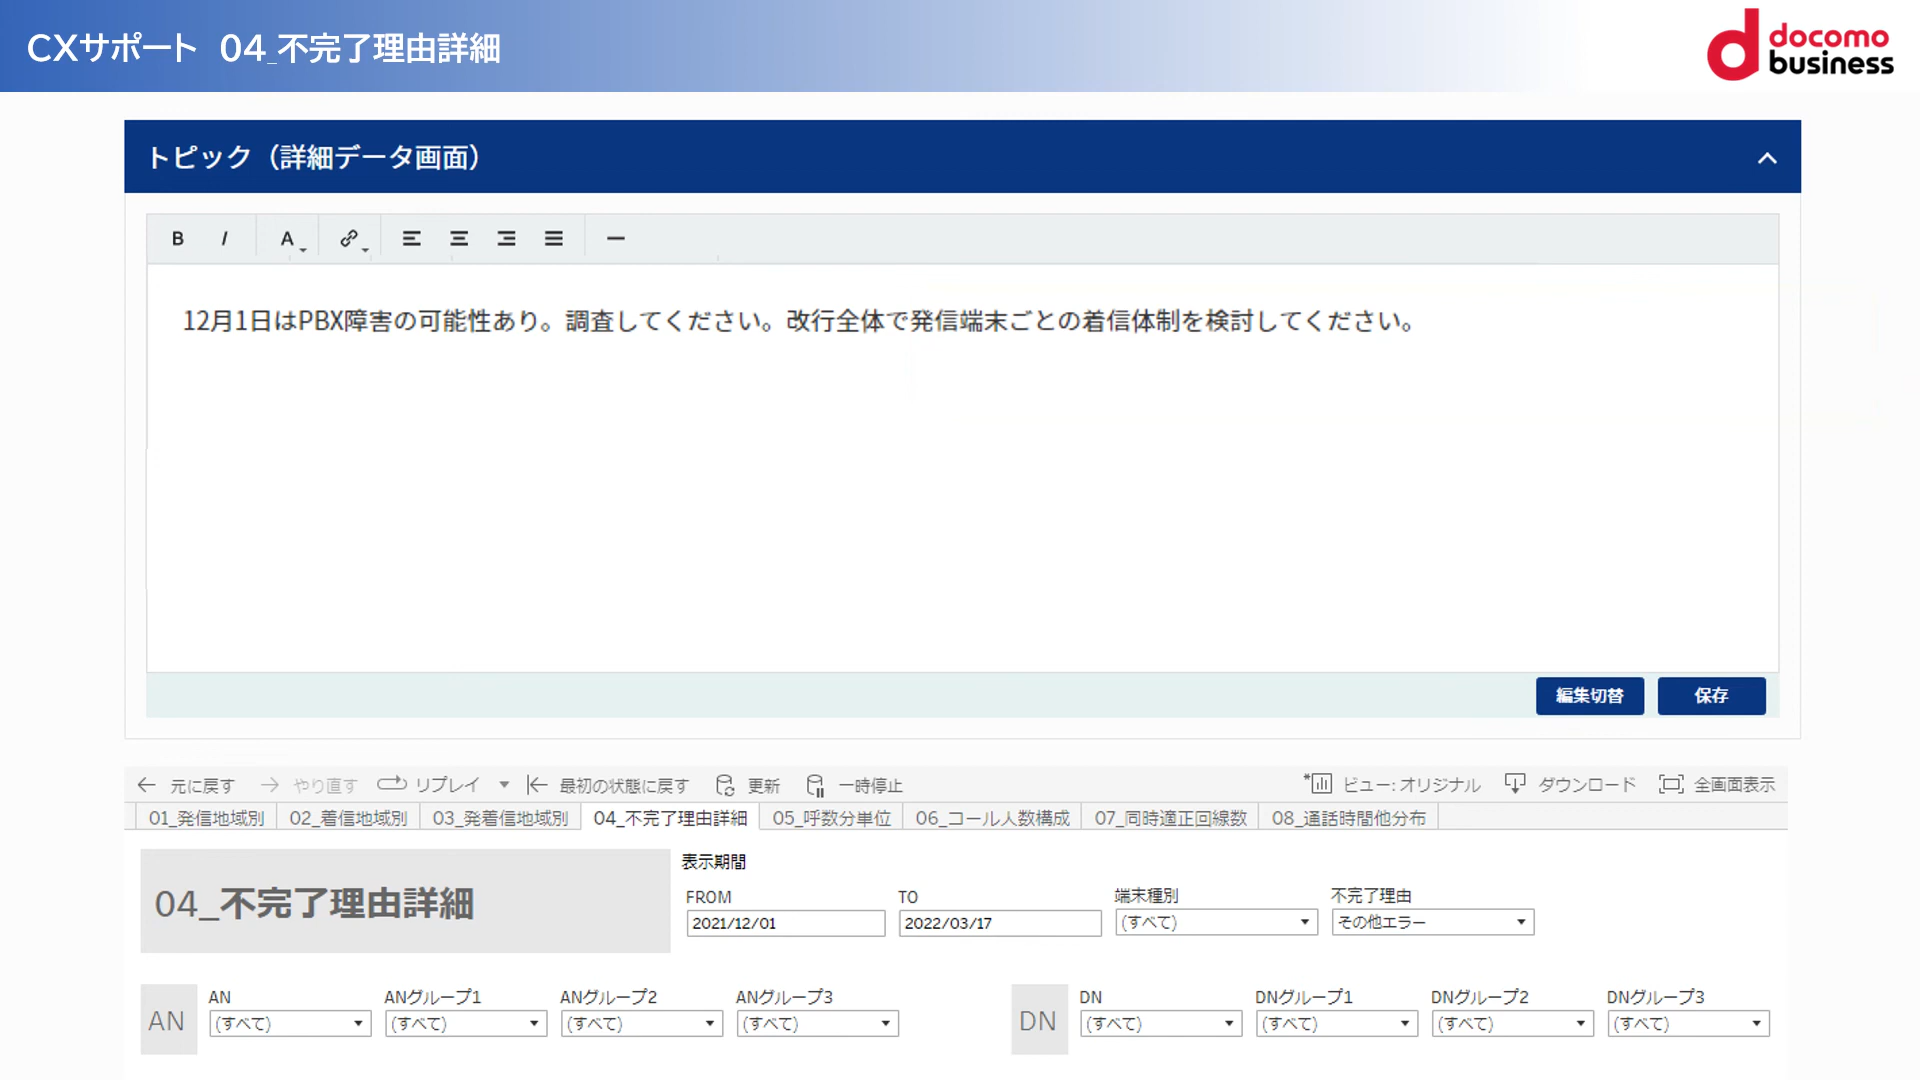 CXサポート 04_不完了理由詳細
docomo
business
トピック（詳細データ画面）
B I A
12月1日はPBX障害の可能性あり。調査してください。改行全体で発信端末ごとの着信体制を検討してください。
編集切替 保存
元に戻す やり直す リプレイ 最初の状態に戻す 更新 一時停止 ビュー: オリジナル ダウンロード 全画面表示
01_発信地域別 02_着信地域別 03_発着信地域別 04_不完了理由詳細 05_呼数分単位 06_コール人数構成 07_同時適正回線数 08_通話時間他分布
04_不完了理由詳細
表示期間
FROM TO 端末種別 不完了理由
2021/12/01 2022/03/17 (すべて) その他エラー
AN
AN ANグループ1 ANグループ2 ANグループ3
(すべて) (すべて) (すべて) (すべて)
DN
DN DNグループ1 DNグループ2 DNグループ3
(すべて) (すべて) (すべて) (すべて)